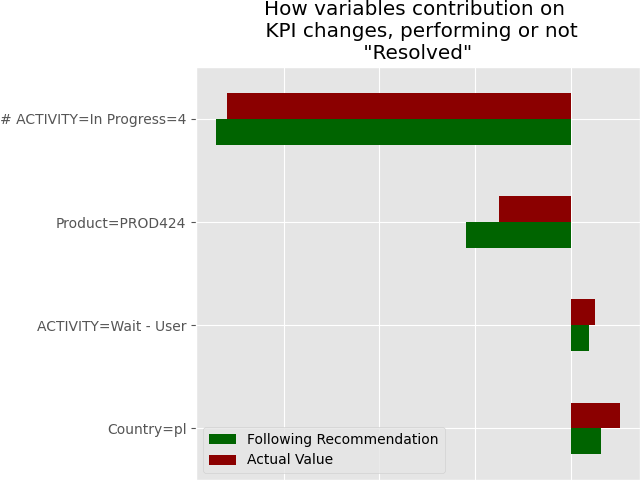 How variables contribution on
KPI changes, performing or not
"Resolved"
# ACTIVITY=In Progress=4
Product=PROD424
ACTIVITY=Wait - User
Country=pl
Following Recommendation
Actual Value